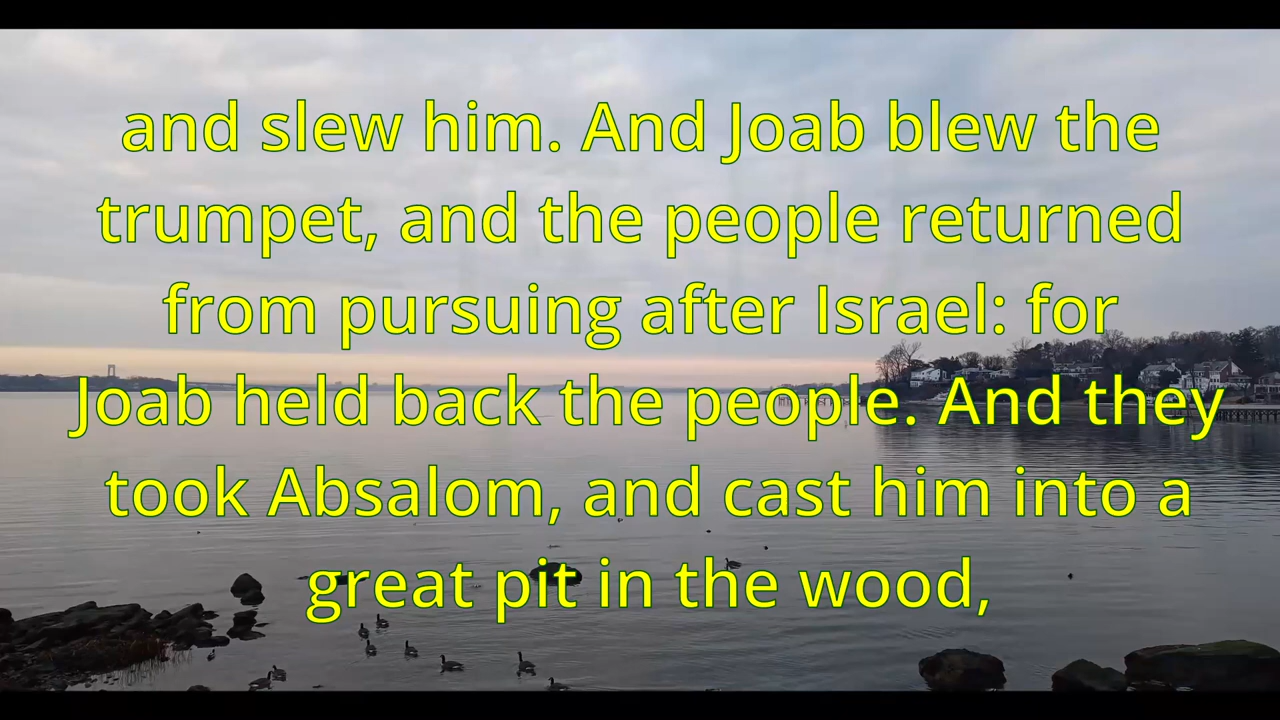 and slew him. And Joab blew the
trumpet, and the people returned
from pursuing after Israel: for
Joab held back the people. And they
took Absalom, and cast him into a
great pit in the wood,